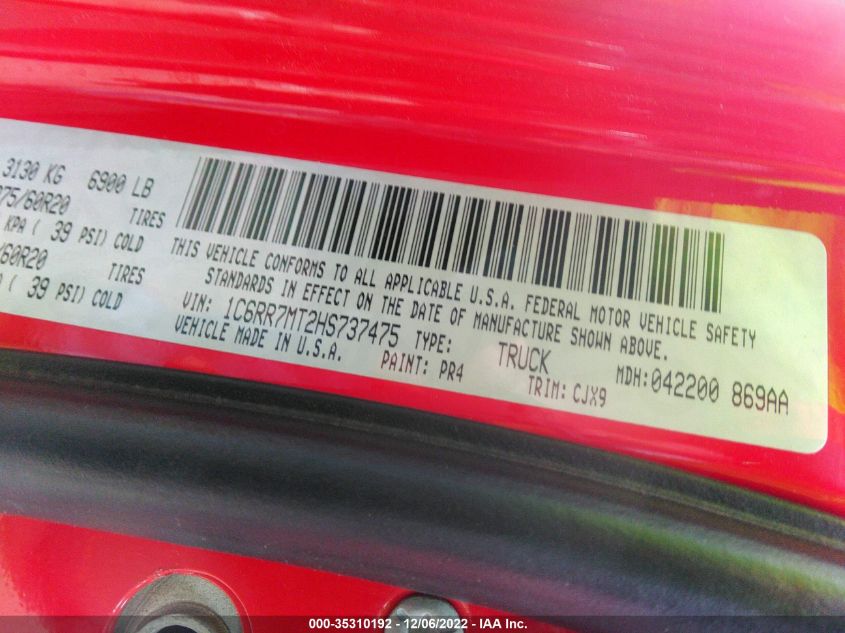 3130 KG 6900 LB
75/60R20 TIRES
KPA ( 39 PSI) COLD
/60R20 TIRES
( 39 PSI) COLD
THIS VEHICLE CONFORMS TO ALL APPLICABLE U.S.A. FEDERAL MOTOR VEHICLE SAFETY
STANDARDS IN EFFECT ON THE DATE OF MANUFACTURE SHOWN ABOVE.
VIN: 1C6RR7MT2HS737475 TYPE: TRUCK MDH:042200 869AA
VEHICLE MADE IN U.S.A. PAINT: PR4 TRIM: CJX9
000-35310192 - 12/06/2022 - IAA Inc.